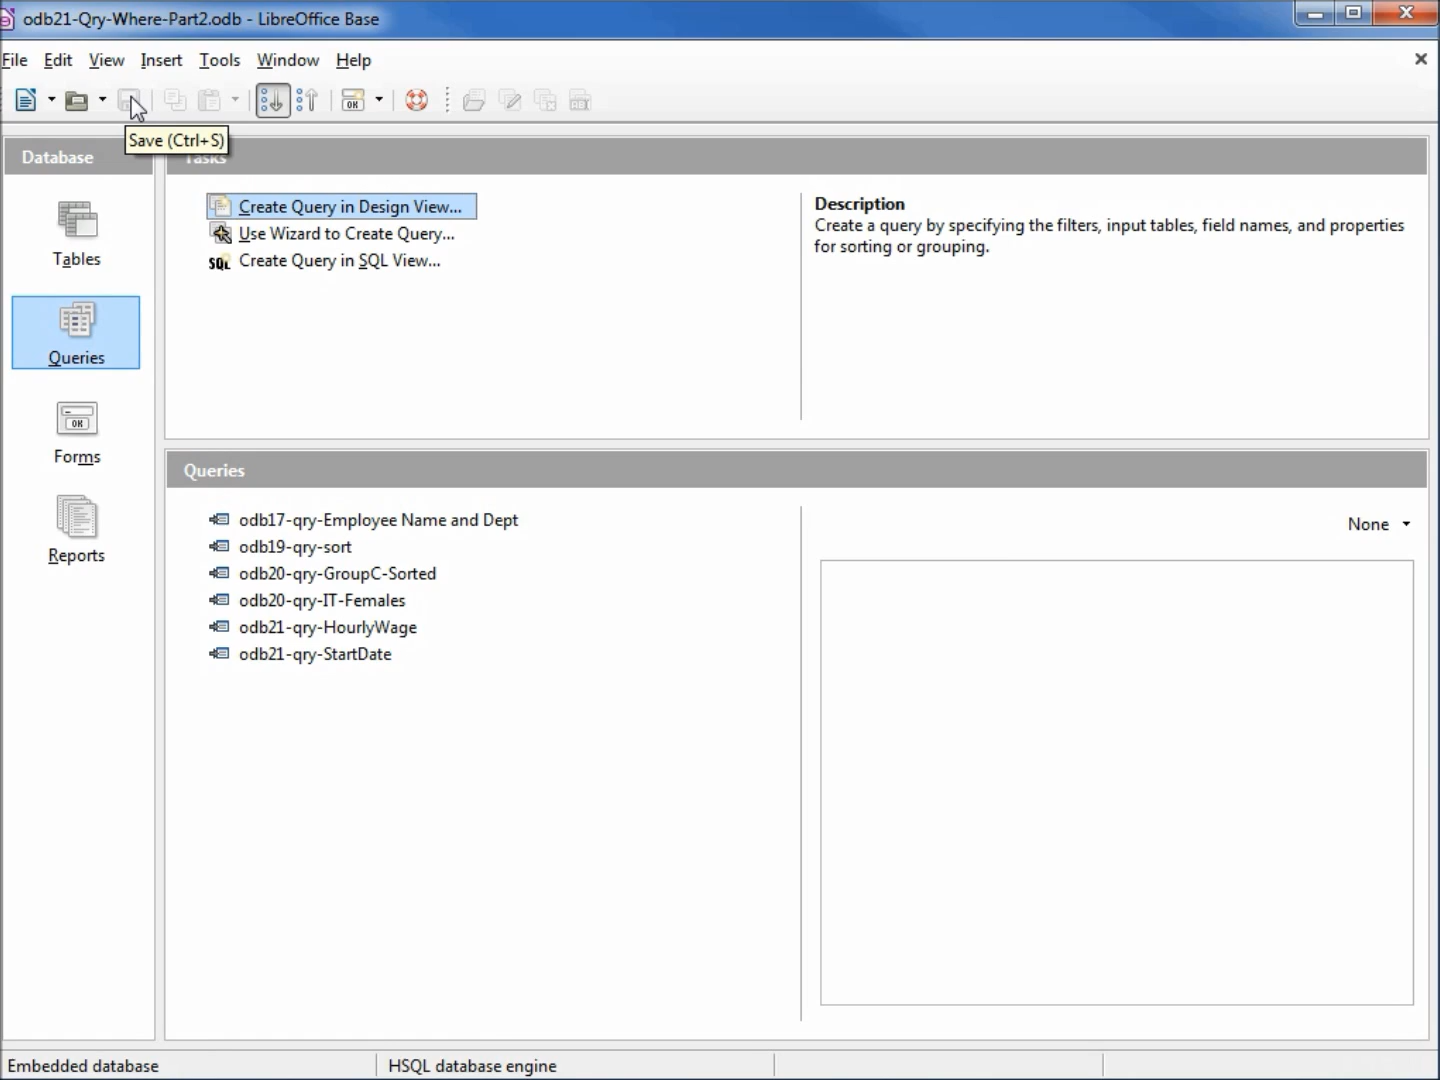 odb21-Qry-Where-Part2.odb - LibreOffice Base
File Edit View Insert Tools Window Help
OK
Save (Ctrl+S)
Database
Tasks
Create Query in Design View...
Use Wizard to Create Query...
SQL Create Query in SQL View...
Description
Create a query by specifying the filters, input tables, field names, and properties
for sorting or grouping.
Tables
Queries
OK
Forms
Reports
Queries
odb17-qry-Employee Name and Dept
odb19-qry-sort
odb20-qry-GroupC-Sorted
odb20-qry-IT-Females
odb21-qry-HourlyWage
odb21-qry-StartDate
None
Embedded database
HSQL database engine